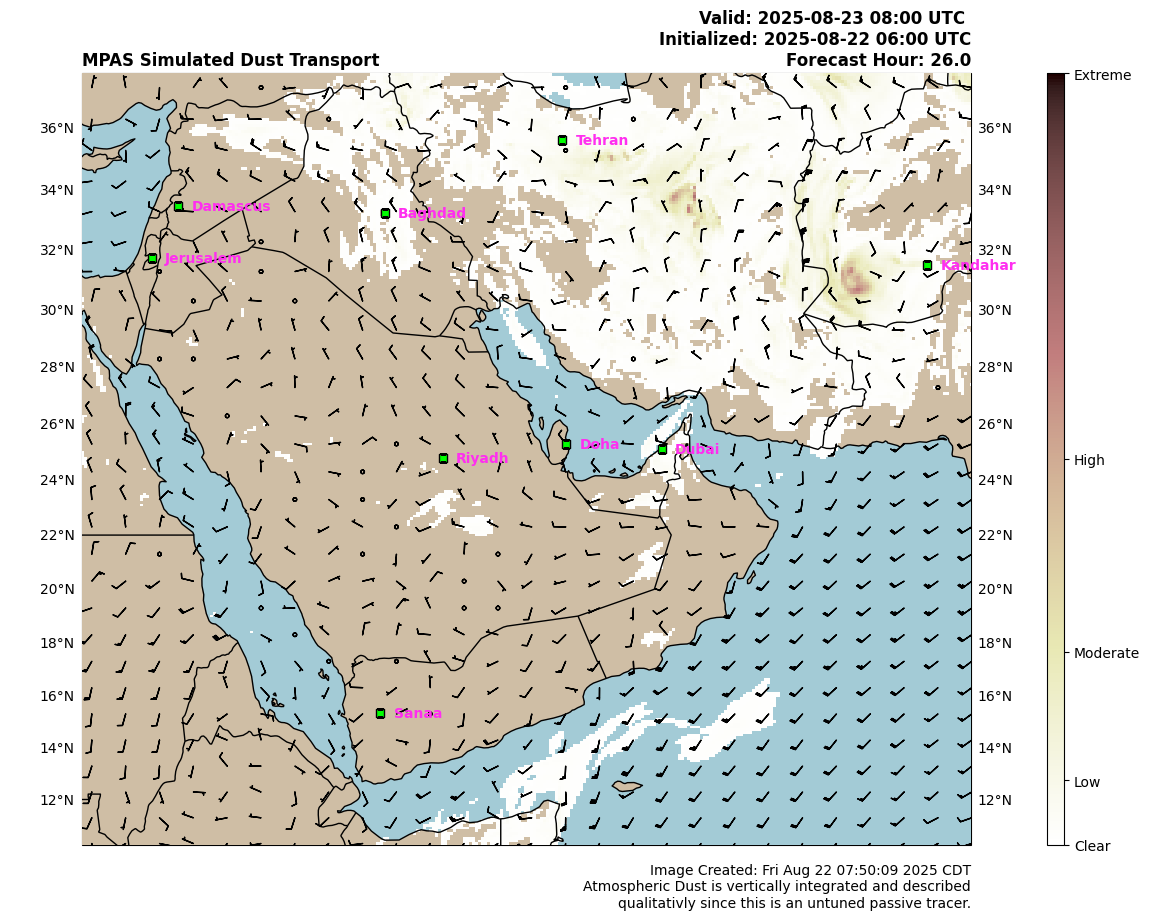 Valid: 2025-08-23 08:00 UTC
Initialized: 2025-08-22 06:00 UTC
MPAS Simulated Dust Transport
Forecast Hour: 26.0
Extreme
36°N
Tehran
36°N
34°N
Damascus
Baghdad
34°N
32°N
Jerusalem
32°N
Kandahar
30°N
30°N
28°N
28°N
26°N
26°N
Doha
Dubai
Riyadh
High
24°N
24°N
22°N
22°N
20°N
20°N
18°N
18°N
Moderate
16°N
16°N
Sanaa
14°N
14°N
Low
12°N
12°N
Clear
Image Created: Fri Aug 22 07:50:09 2025 CDT
Atmospheric Dust is vertically integrated and described
qualitativly since this is an untuned passive tracer.